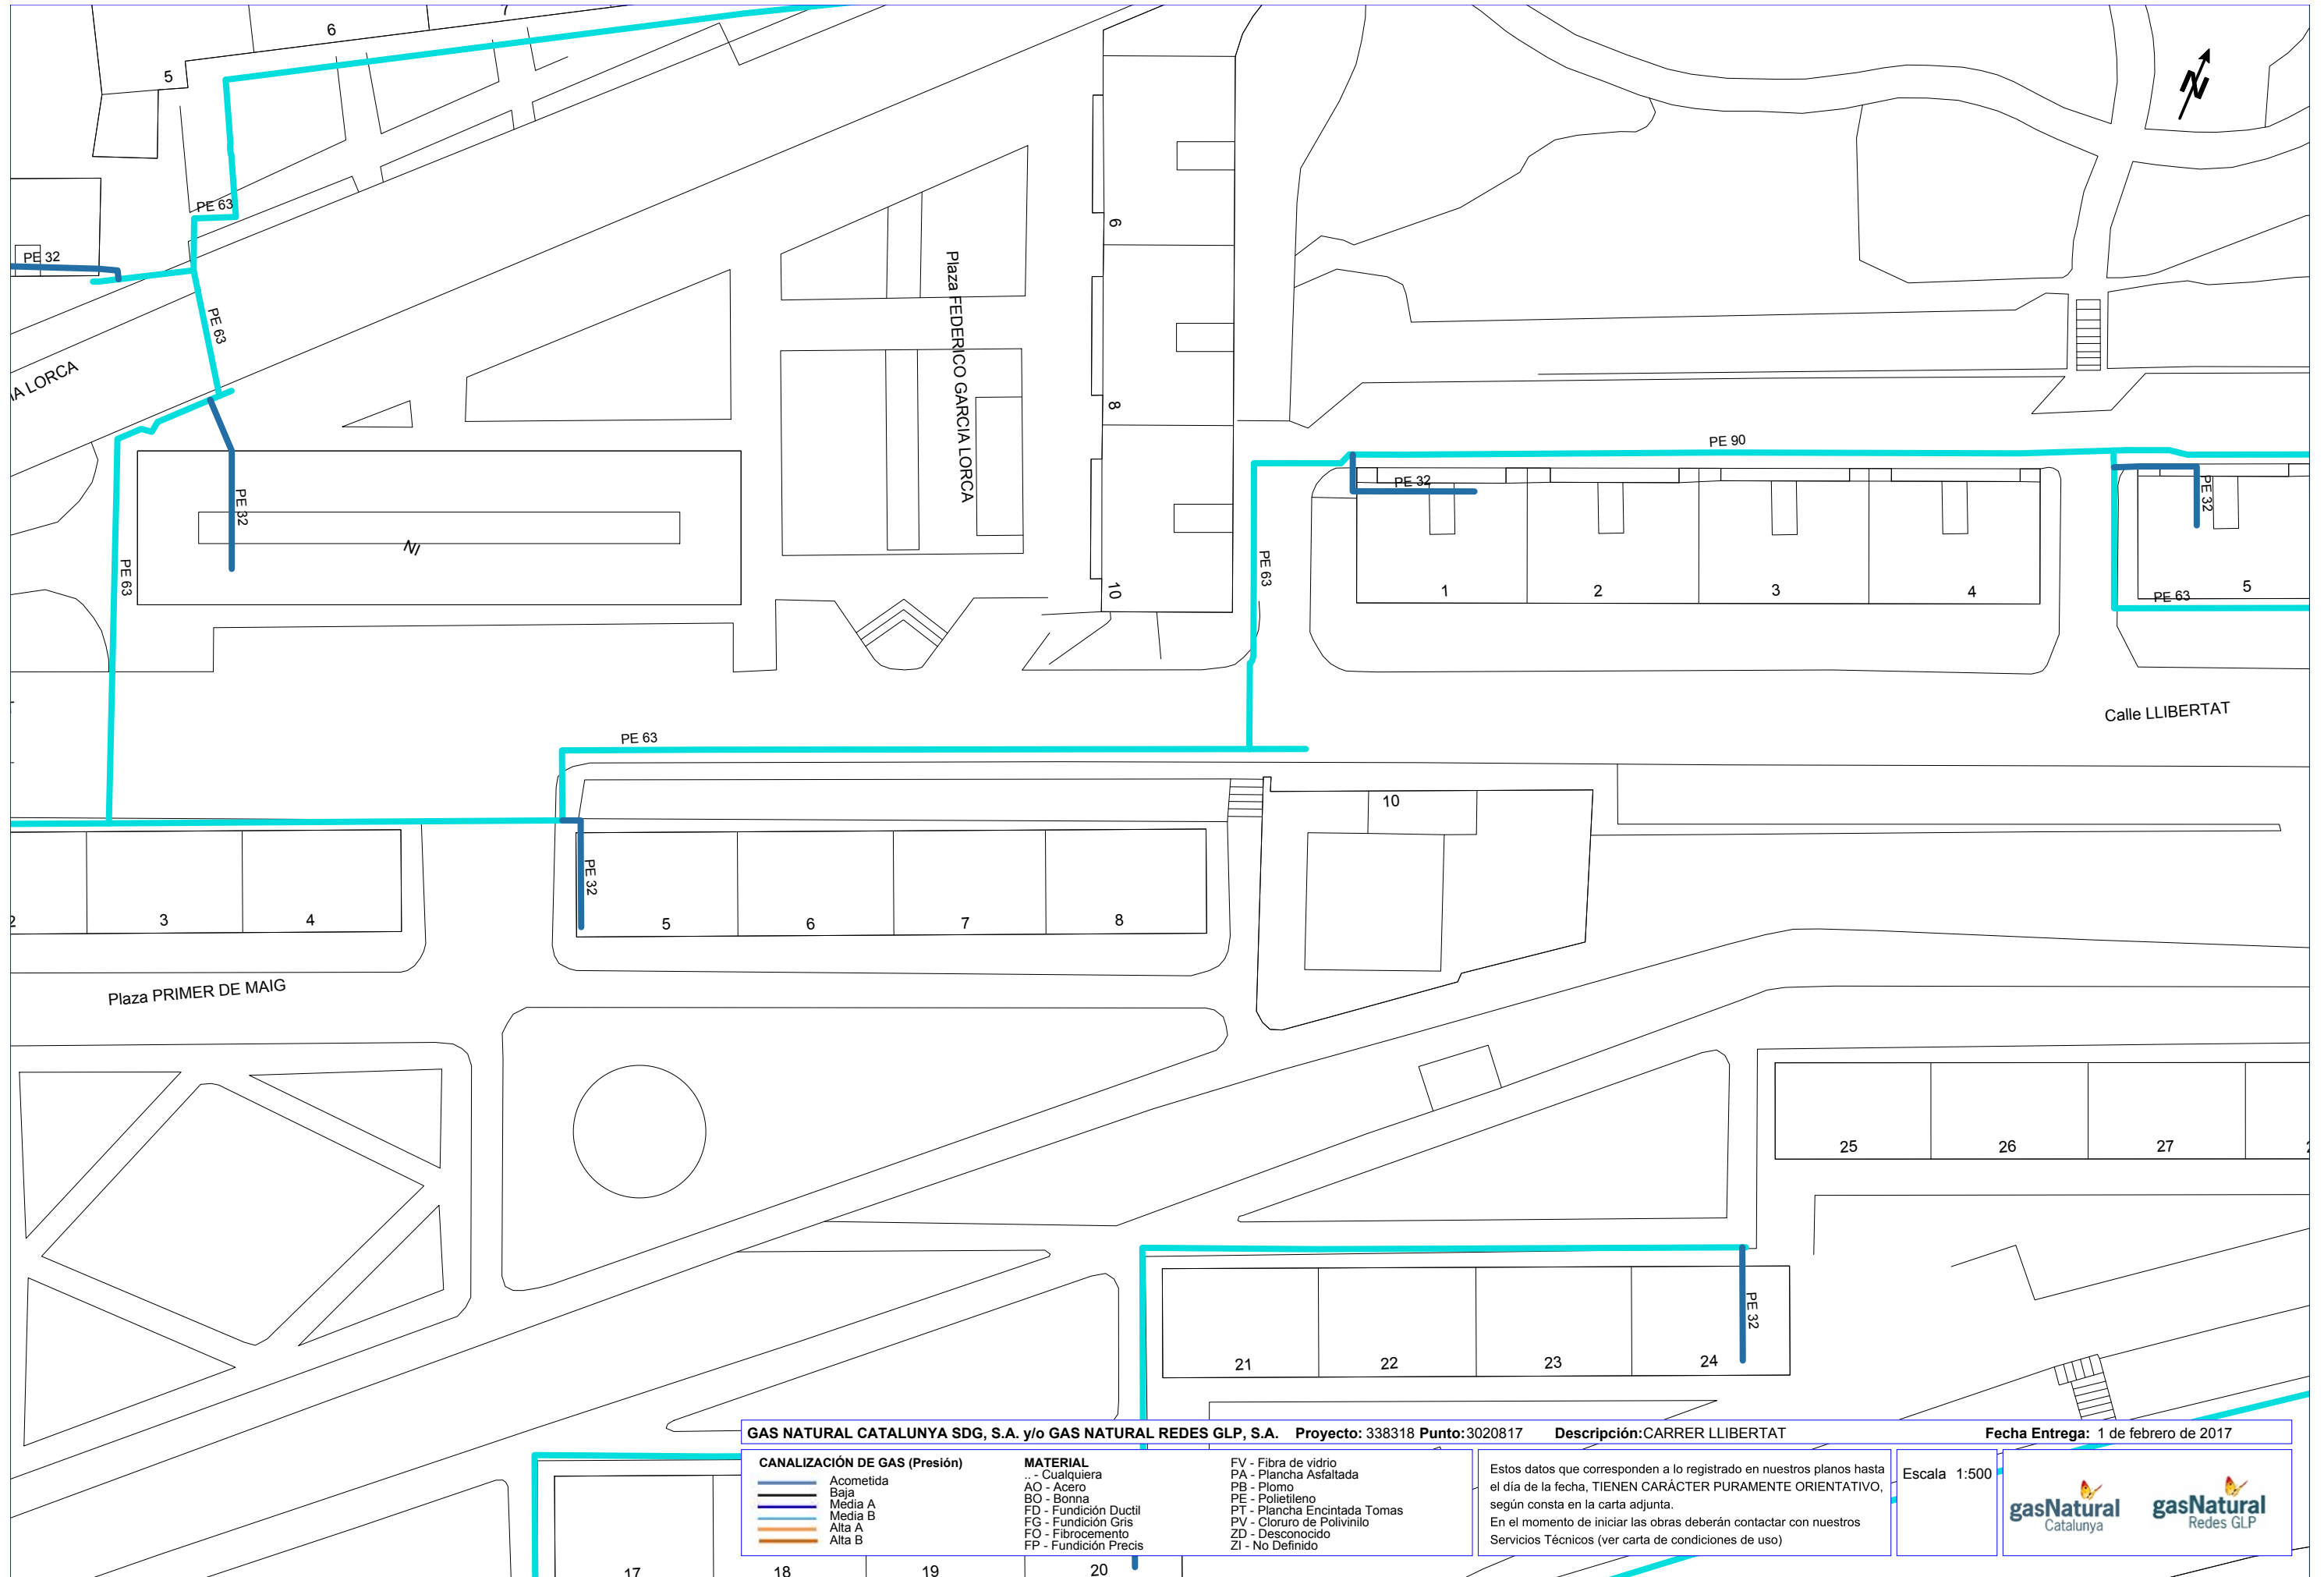 7
6
5
N
PE 63
PE 32
PE 63
IA LORCA
6
Plaza FEDERICO GARCIA LORCA
8
PE 90
PE 32
PE 32
PE 32
NI
PE 63
PE 63
10
1
2
3
4
5
PE 63
Calle LLIBERTAT
PE 63
10
PE 32
2
3
4
5
6
7
8
Plaza PRIMER DE MAIG
25
26
27
PE 32
21
22
23
24
GAS NATURAL CATALUNYA SDG, S.A. y/o GAS NATURAL REDES GLP, S.A. Proyecto: 338318 Punto:3020817 Descripción:CARRER LLIBERTAT Fecha Entrega: 1 de febrero de 2017
CANALIZACIÓN DE GAS (Presión)
Acometida
Baja
Media A
Media B
Alta A
Alta B
MATERIAL
.. - Cualquiera
AO - Acero
BO - Bonna
FD - Fundición Ductil
FG - Fundición Gris
FO - Fibrocemento
FP - Fundición Precis
FV - Fibra de vidrio
PA - Plancha Asfaltada
PB - Plomo
PE - Polietileno
PT - Plancha Encintada Tomas
PV - Cloruro de Polivinilo
ZD - Desconocido
ZI - No Definido
Estos datos que corresponden a lo registrado en nuestros planos hasta
el día de la fecha, TIENEN CARÁCTER PURAMENTE ORIENTATIVO,
según consta en la carta adjunta.
En el momento de iniciar las obras deberán contactar con nuestros
Servicios Técnicos (ver carta de condiciones de uso)
Escala 1:500
gasNatural
Catalunya
gasNatural
Redes GLP
17
18
19
20